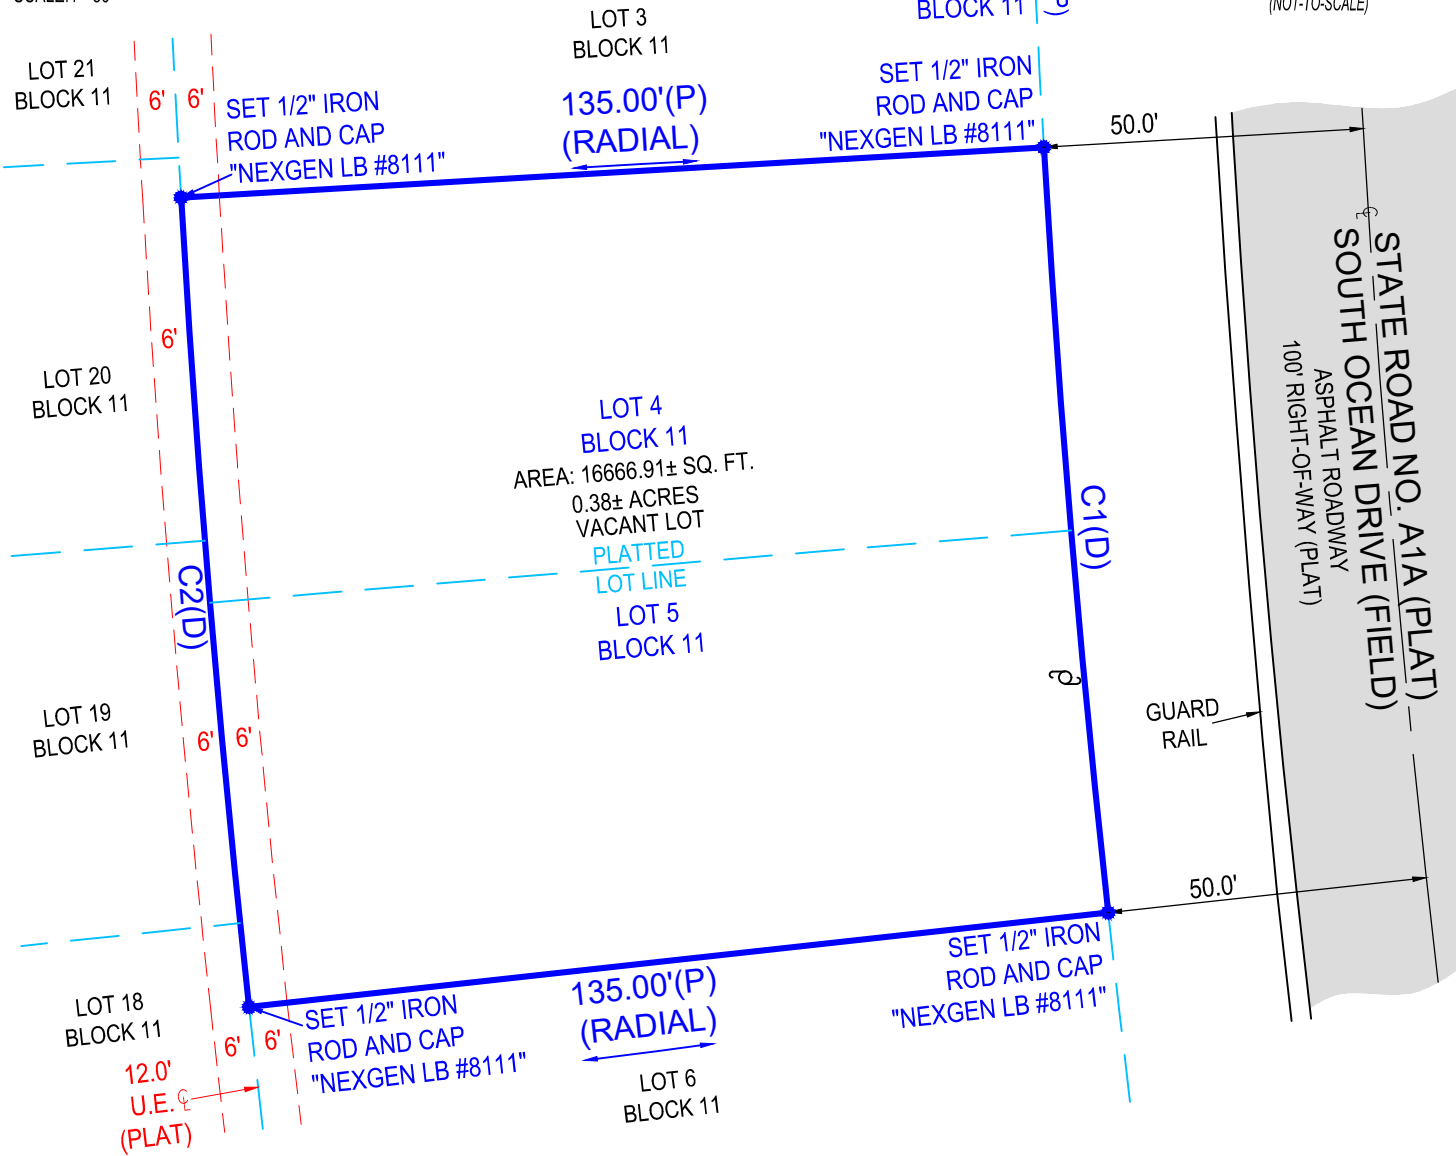 LOT 3
BLOCK 11
BLOCK 11
(NOT-TO-SCALE)
LOT 21
BLOCK 11
6'
6'
SET 1/2" IRON
ROD AND CAP
"NEXGEN LB #8111"
135.00'(P)
(RADIAL)
SET 1/2" IRON
ROD AND CAP
"NEXGEN LB #8111"
50.0'
6'
LOT 20
BLOCK 11
LOT 4
BLOCK 11
AREA: 16666.91± SQ. FT.
0.38± ACRES
VACANT LOT
PLATTED
LOT LINE
LOT 5
BLOCK 11
C1(D)
C2(D)
STATE ROAD NO. A1A (PLAT)
SOUTH OCEAN DRIVE (FIELD)
ASPHALT ROADWAY
100' RIGHT-OF-WAY (PLAT)
LOT 19
BLOCK 11
6'
6'
GUARD
RAIL
50.0'
SET 1/2" IRON
ROD AND CAP
"NEXGEN LB #8111"
135.00'(P)
(RADIAL)
SET 1/2" IRON
ROD AND CAP
"NEXGEN LB #8111"
LOT 18
BLOCK 11
6'
6'
12.0'
U.E. ℄
(PLAT)
LOT 6
BLOCK 11